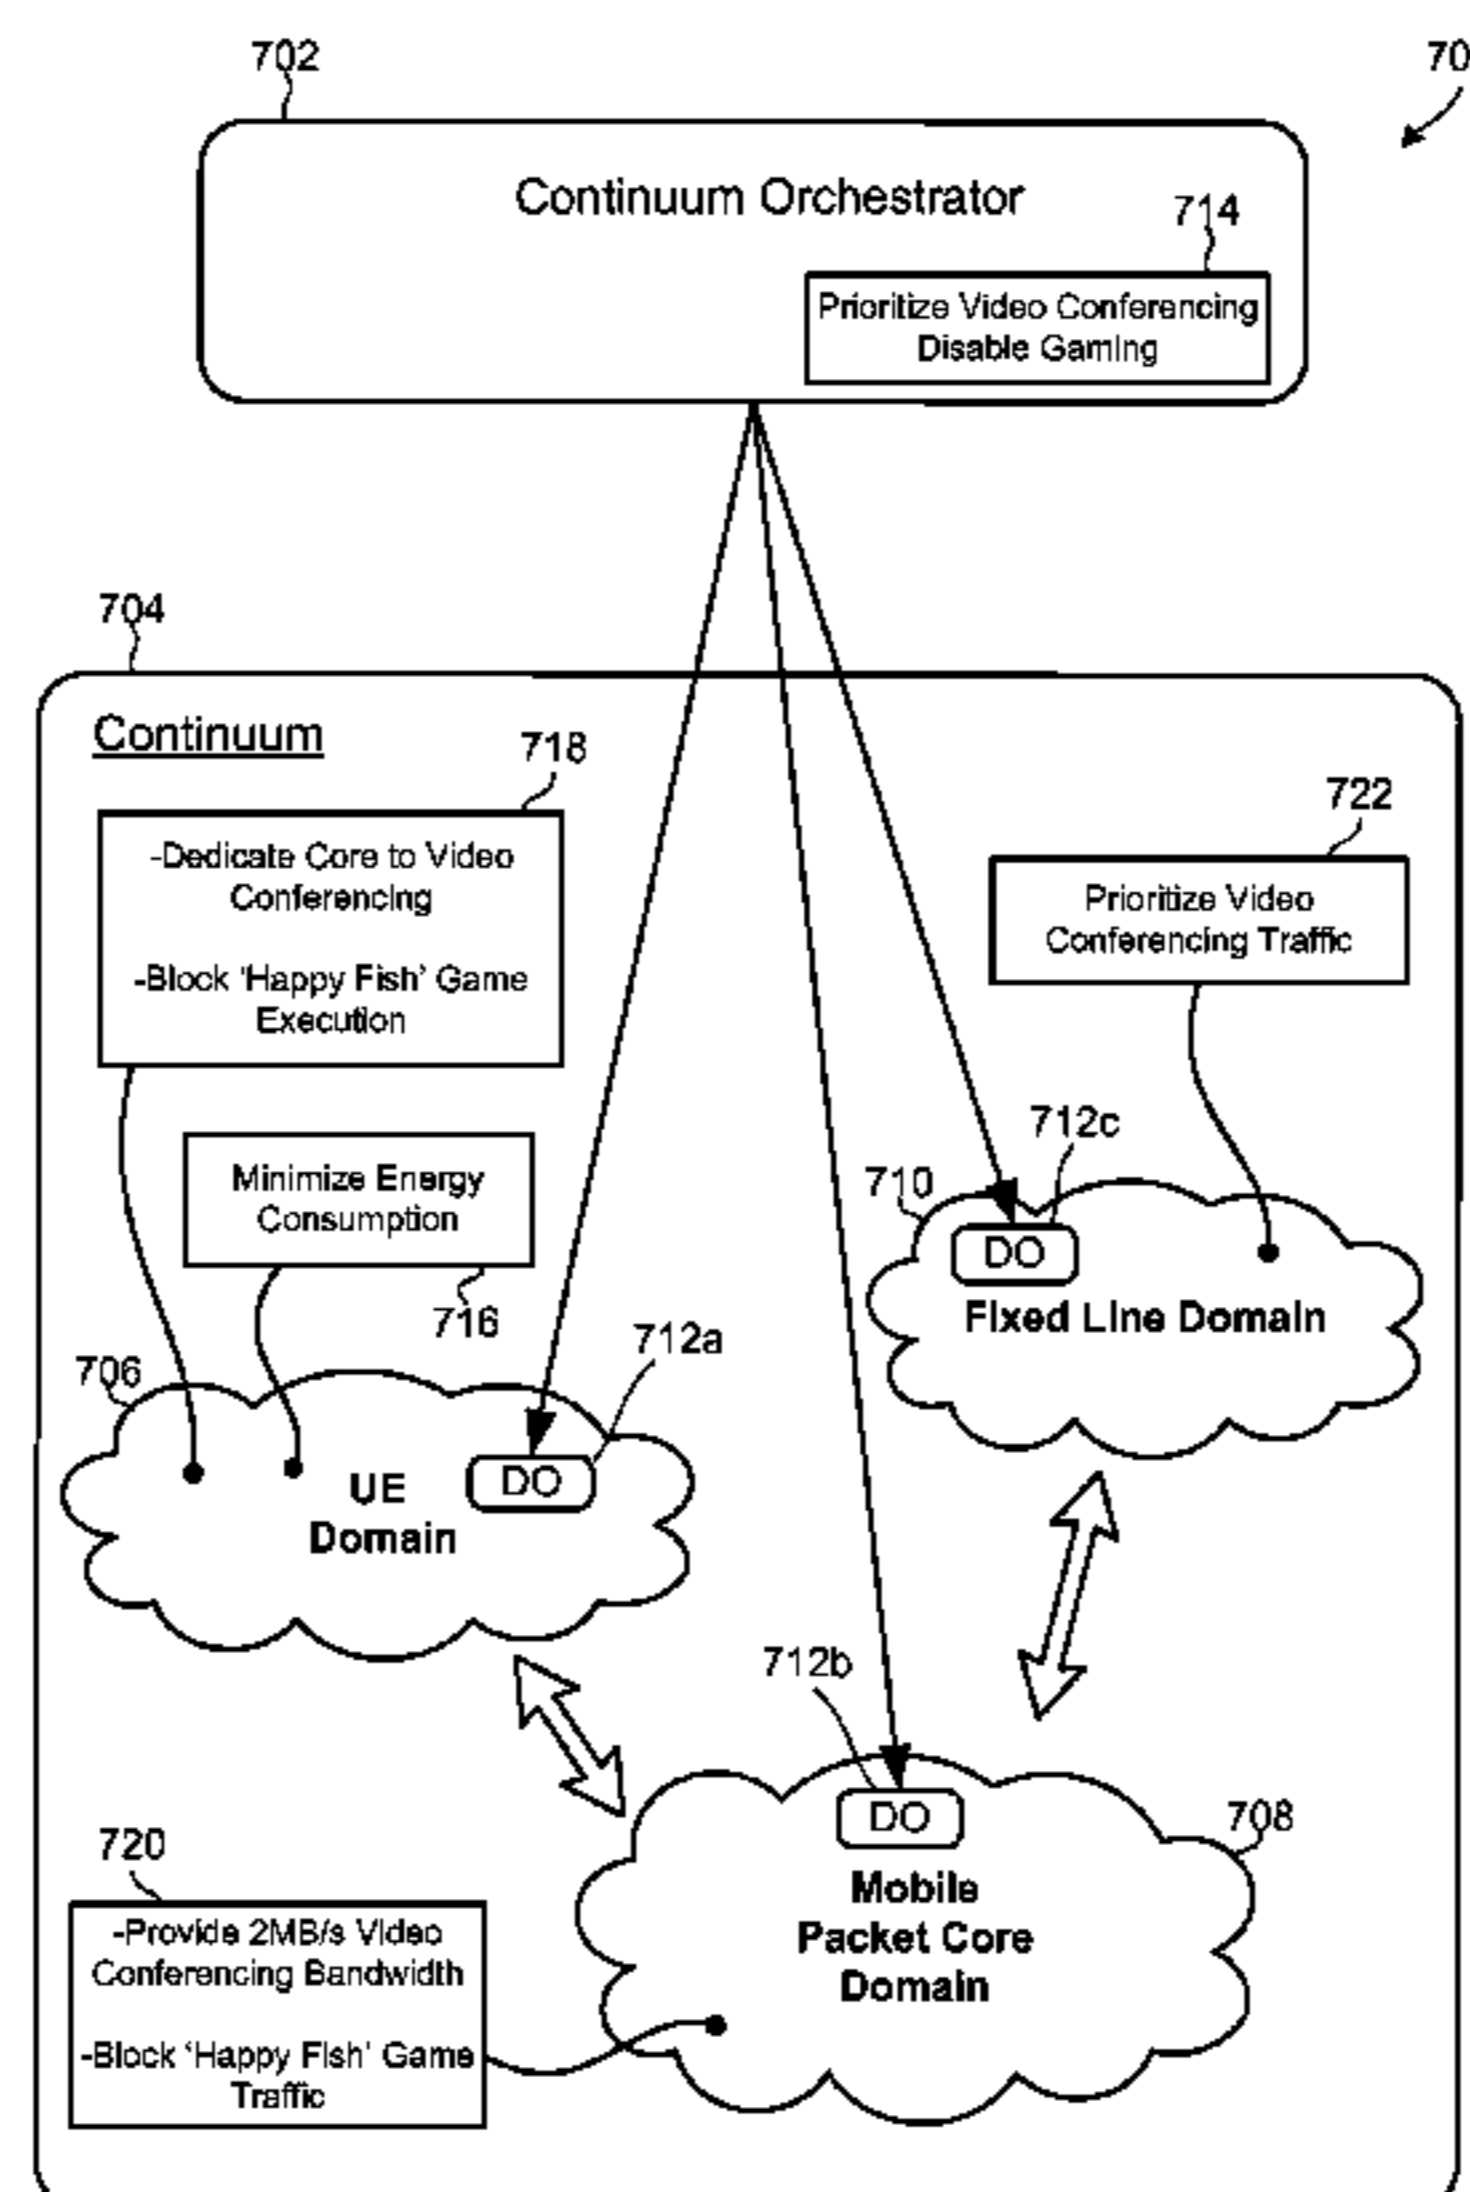 702
70
Continuum Orchestrator
714
Prioritize Video Conferencing
Disable Gaming
704
Continuum
718
-Dedicate Core to Video
Conferencing
-Block ‘Happy Fish’ Game
Execution
722
Prioritize Video
Conferencing Traffic
Minimize Energy
Consumption
716
712c
710
DO
Fixed Line Domain
712a
706
UE
Domain
DO
712b
DO
708
Mobile
Packet Core
Domain
720
-Provide 2MB/s Video
Conferencing Bandwidth
-Block ‘Happy Fish’ Game
Traffic